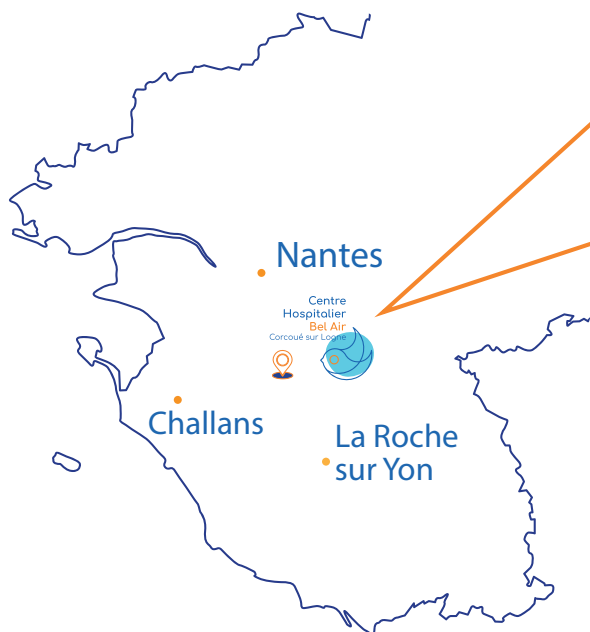 Nantes
Centre
Hospitalier
Bel Air
Corcoué sur Logne
Challans
La Roche
sur Yon